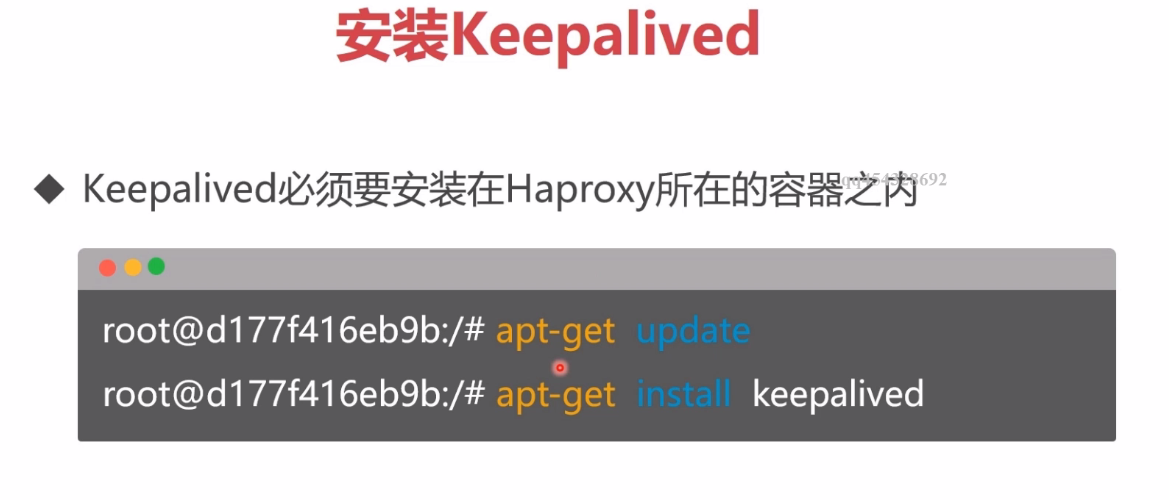 安装Keepalived
Keepalived必须要安装在Haproxy所在的容器之内
qq454328692
root@d177f416eb9b:/# apt-get update
root@d177f416eb9b:/# apt-get install keepalived